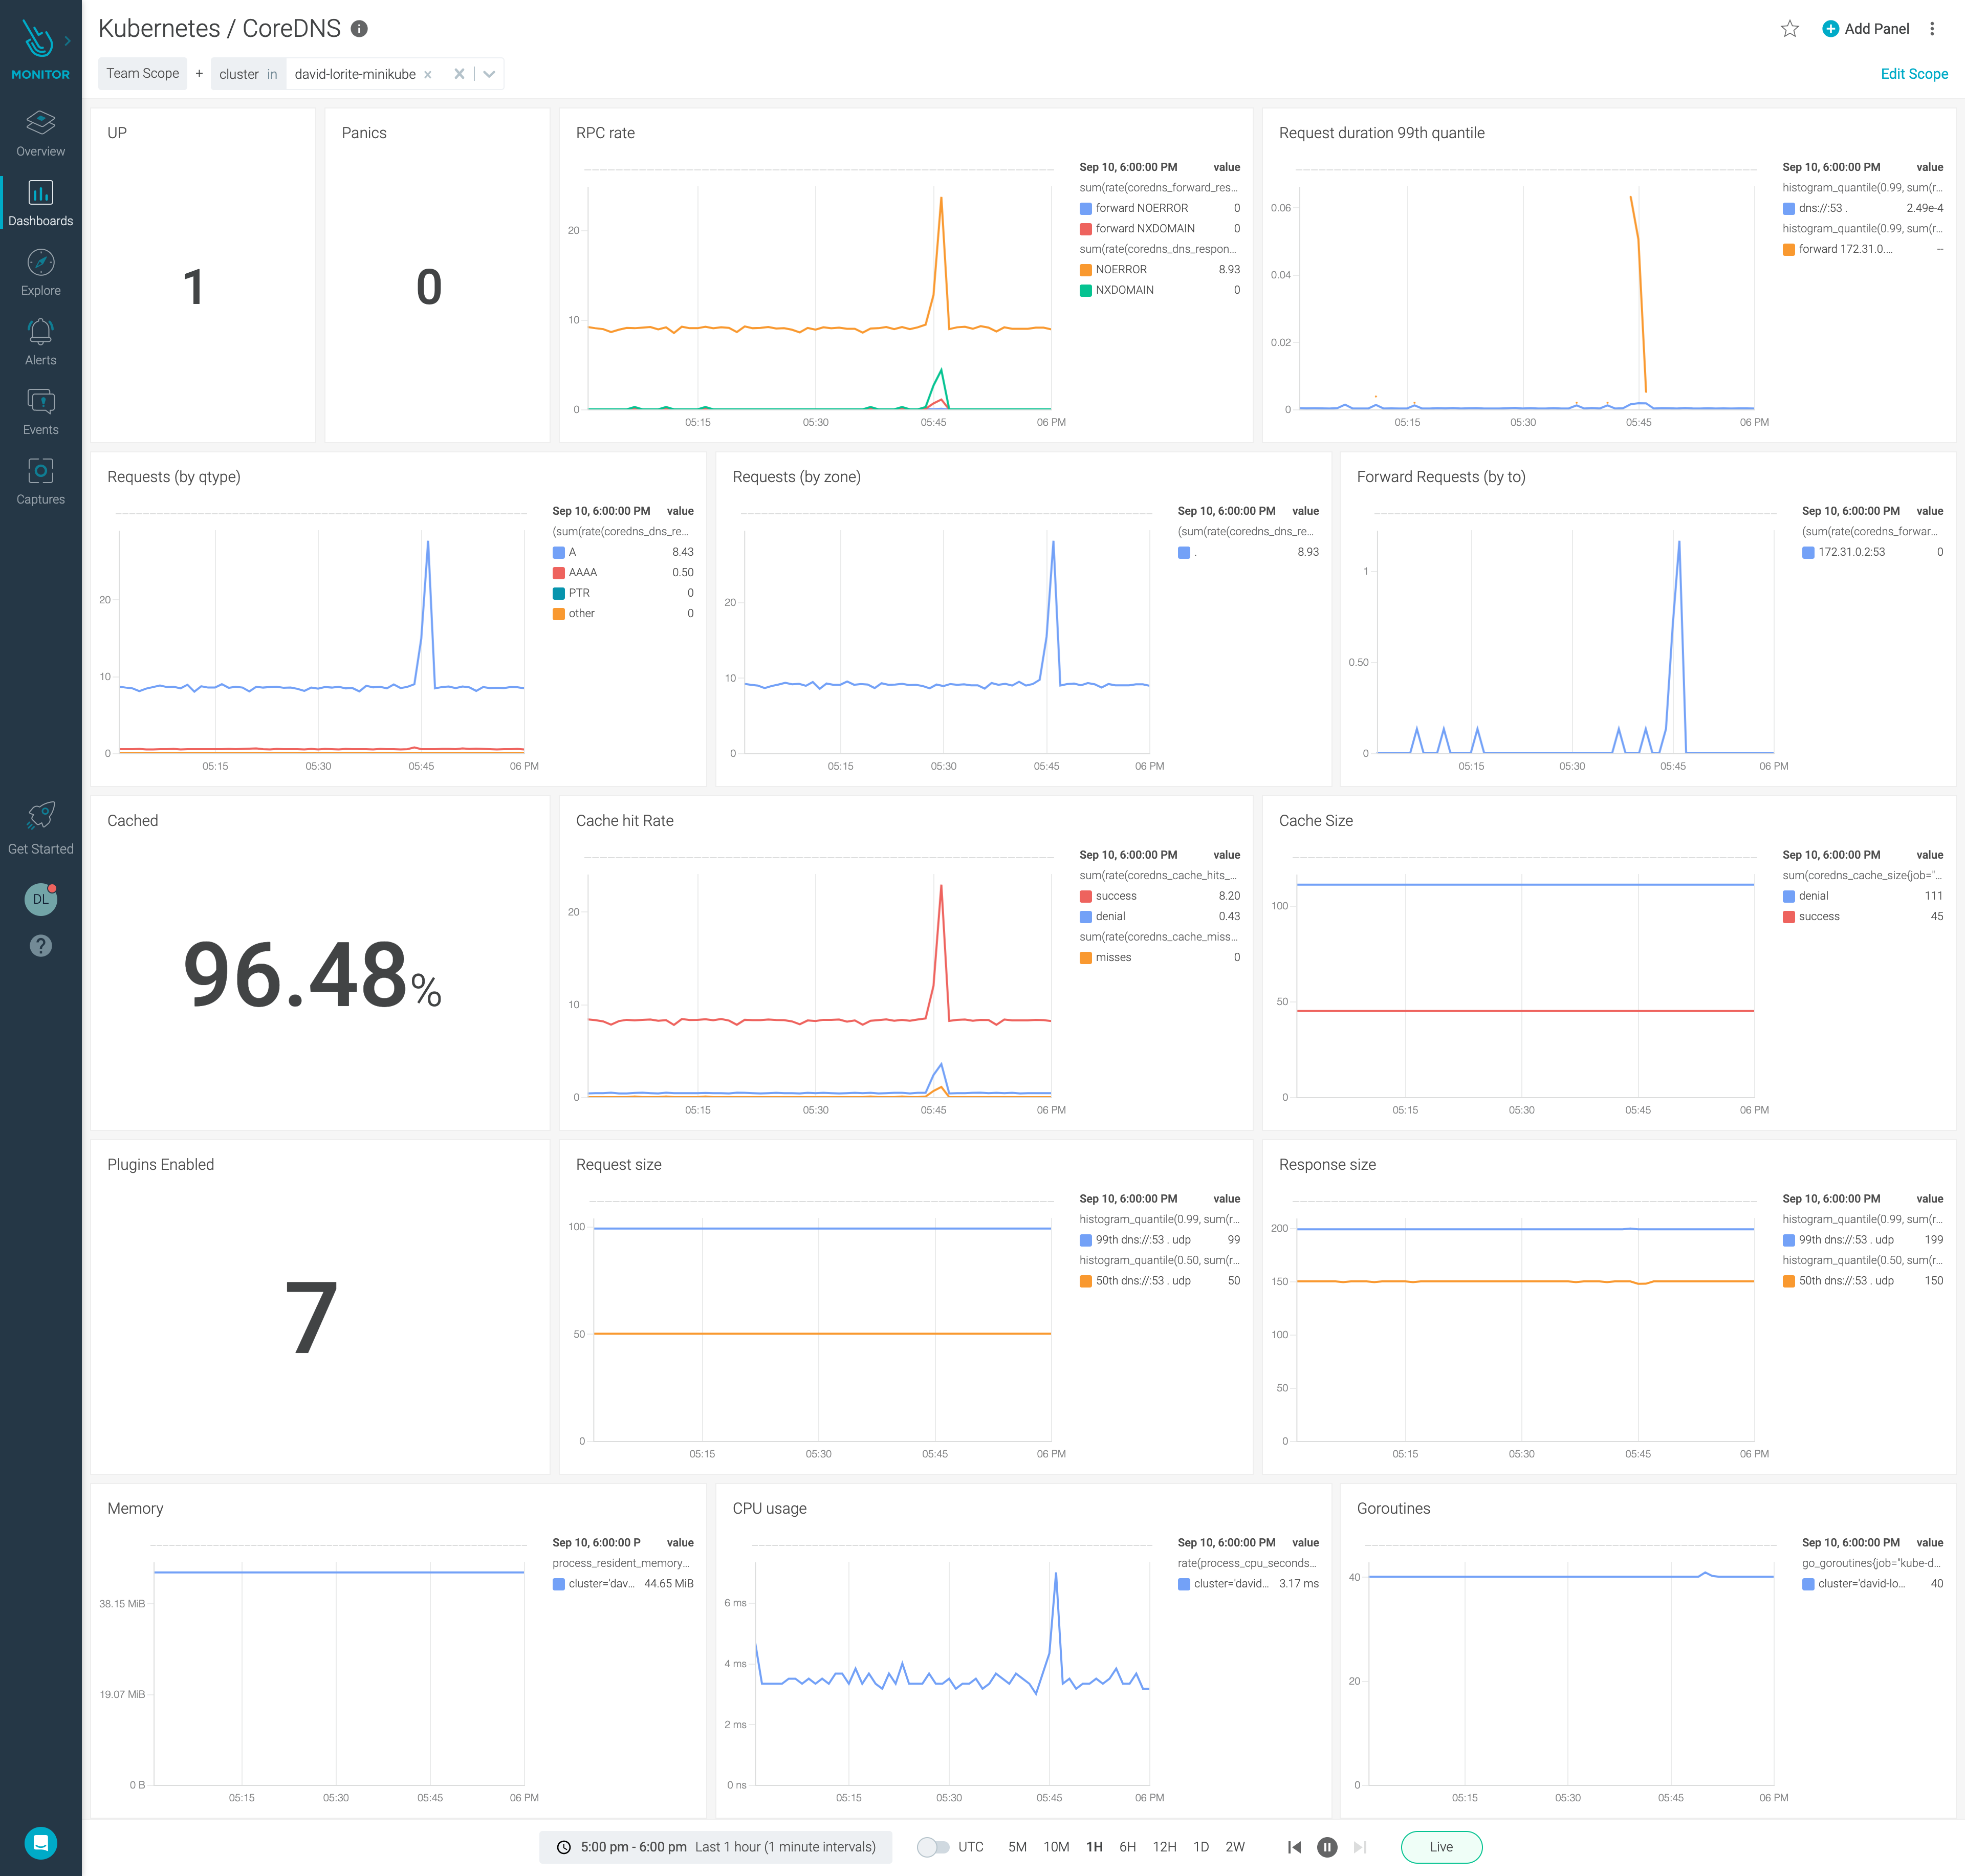 MONITOR
Overview
Dashboards
Explore
Alerts
Events
Captures
Get Started
DL
?
Kubernetes / CoreDNS
Add Panel
Team Scope + cluster in david-lorite-minikube
Edit Scope
UP
1
Panics
0
RPC rate
20
10
0
05:15 05:30 05:45 06 PM
Sep 10, 6:00:00 PM value
sum(rate(coredns_forward_res...
forward NOERROR 0
forward NXDOMAIN 0
sum(rate(coredns_dns_respon...
NOERROR 8.93
NXDOMAIN 0
Request duration 99th quantile
0.06
0.04
0.02
0
05:15 05:30 05:45 06 PM
Sep 10, 6:00:00 PM value
histogram_quantile(0.99, sum(r...
dns://:53 . 2.49e-4
histogram_quantile(0.99, sum(r...
forward 172.31.0.... --
Requests (by qtype)
20
10
0
05:15 05:30 05:45 06 PM
Sep 10, 6:00:00 PM value
(sum(rate(coredns_dns_re...
A 8.43
AAAA 0.50
PTR 0
other 0
Requests (by zone)
20
10
0
05:15 05:30 05:45 06 PM
Sep 10, 6:00:00 PM value
(sum(rate(coredns_dns_re...
. 8.93
Forward Requests (by to)
1
0.50
0
05:15 05:30 05:45 06 PM
Sep 10, 6:00:00 PM value
(sum(rate(coredns_forwar...
172.31.0.2:53 0
Cached
96.48%
Cache hit Rate
20
10
0
05:15 05:30 05:45 06 PM
Sep 10, 6:00:00 PM value
sum(rate(coredns_cache_hits_...
success 8.20
denial 0.43
sum(rate(coredns_cache_miss...
misses 0
Cache Size
100
50
0
05:15 05:30 05:45 06 PM
Sep 10, 6:00:00 PM value
sum(coredns_cache_size{job="...
denial 111
success 45
Plugins Enabled
7
Request size
100
50
0
05:15 05:30 05:45 06 PM
Sep 10, 6:00:00 PM value
histogram_quantile(0.99, sum(r...
99th dns://:53 . udp 99
histogram_quantile(0.50, sum(r...
50th dns://:53 . udp 50
Response size
200
150
100
50
0
05:15 05:30 05:45 06 PM
Sep 10, 6:00:00 PM value
histogram_quantile(0.99, sum(r...
99th dns://:53 . udp 199
histogram_quantile(0.50, sum(r...
50th dns://:53 . udp 150
Memory
38.15 MiB
19.07 MiB
0 B
05:15 05:30 05:45 06 PM
Sep 10, 6:00:00 P value
process_resident_memory...
cluster='dav... 44.65 MiB
CPU usage
6 ms
4 ms
2 ms
0 ns
05:15 05:30 05:45 06 PM
Sep 10, 6:00:00 PM value
rate(process_cpu_seconds...
cluster='david... 3.17 ms
Goroutines
40
20
0
05:15 05:30 05:45 06 PM
Sep 10, 6:00:00 PM value
go_goroutines{job="kube-d...
cluster='david-lo... 40
5:00 pm - 6:00 pm Last 1 hour (1 minute intervals) UTC 5M 10M 1H 6H 12H 1D 2W Live